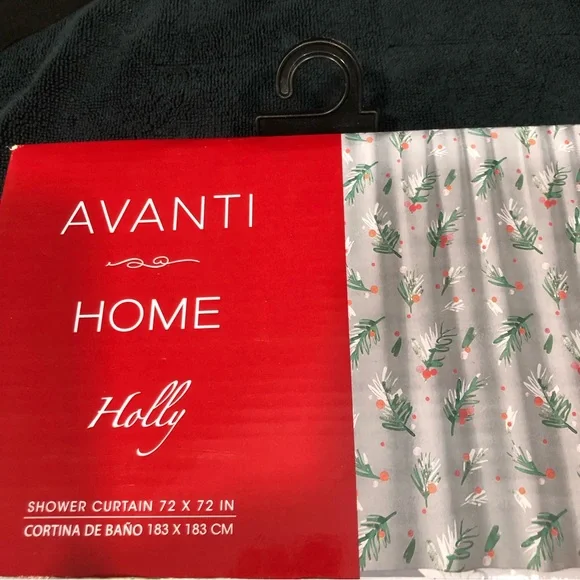 AVANTI
HOME
Holly
SHOWER CURTAIN 72 X 72 IN
CORTINA DE BAÑO 183 X 183 CM